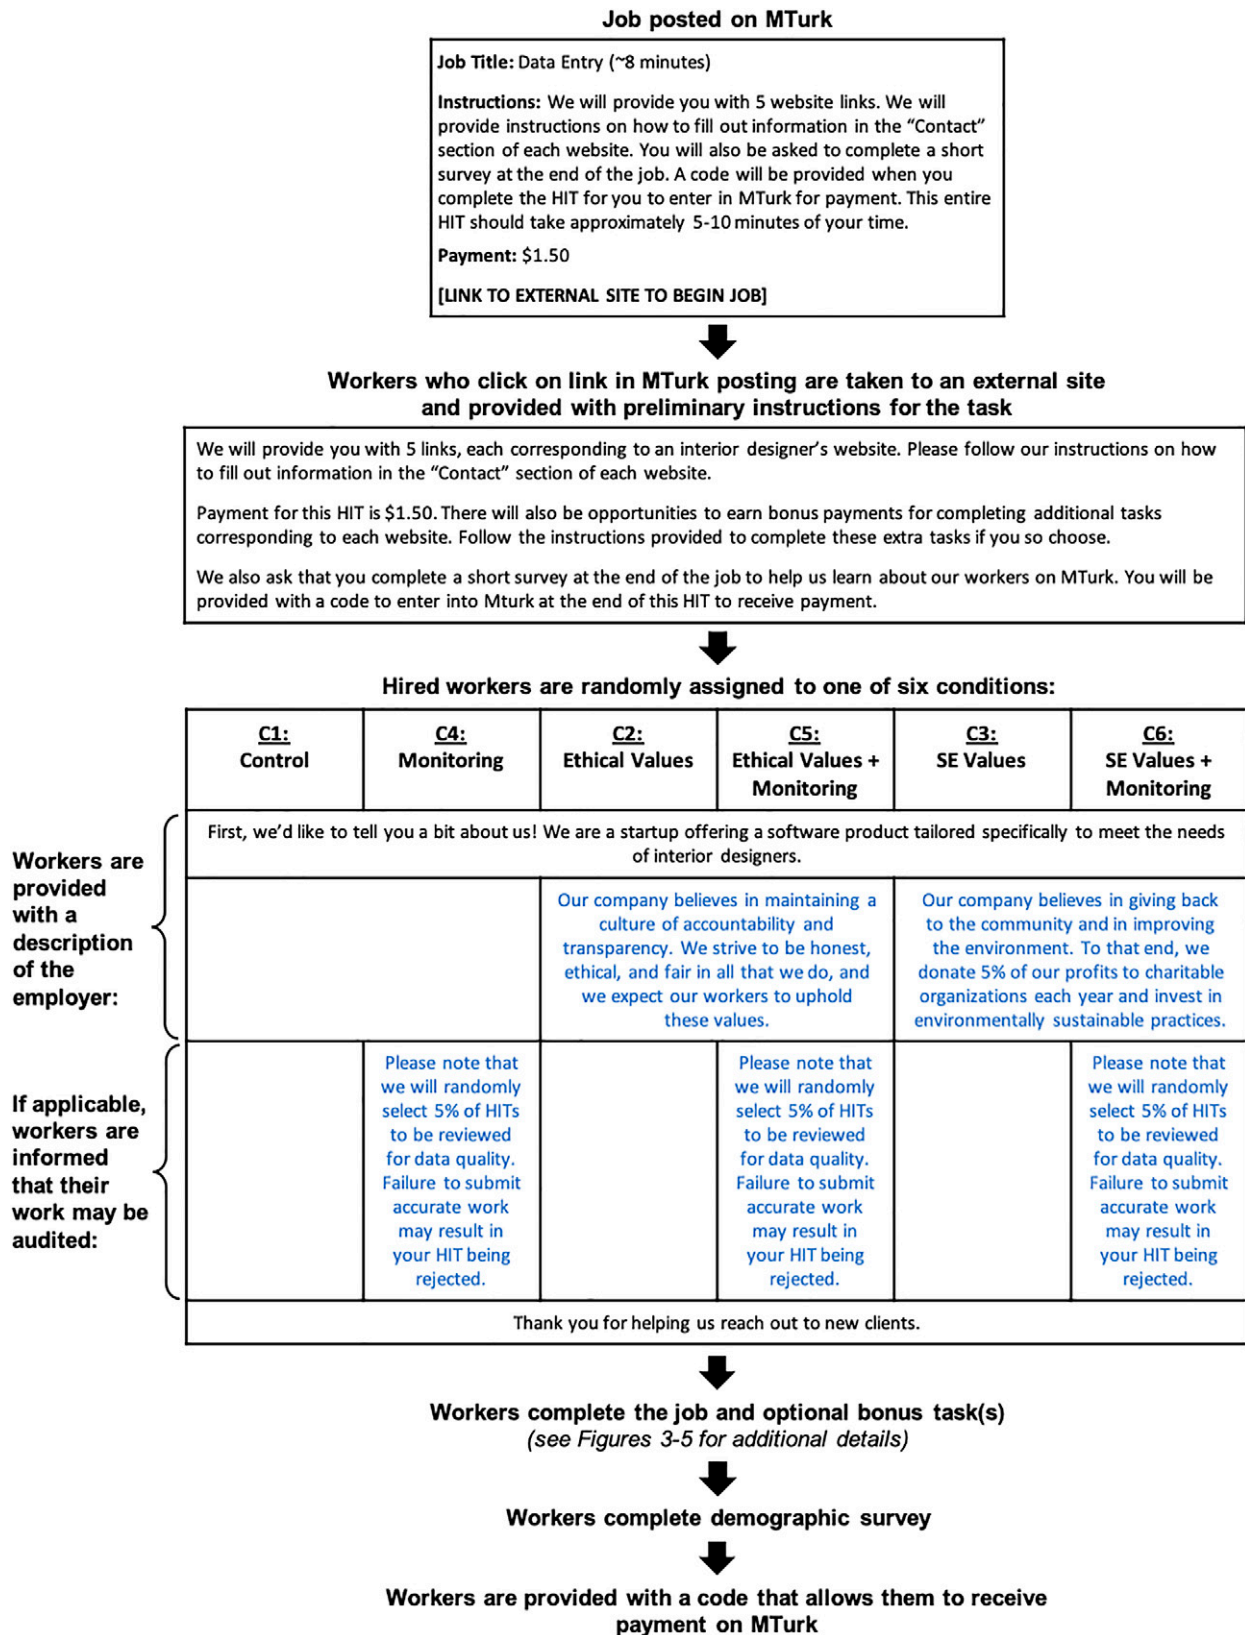 Job posted on MTurk
Job Title: Data Entry (~8 minutes)
Instructions: We will provide you with 5 website links. We will
provide instructions on how to fill out information in the “Contact”
section of each website. You will also be asked to complete a short
survey at the end of the job. A code will be provided when you
complete the HIT for you to enter in MTurk for payment. This entire
HIT should take approximately 5-10 minutes of your time.
Payment: $1.50
[LINK TO EXTERNAL SITE TO BEGIN JOB]
Workers who click on link in MTurk posting are taken to an external site
and provided with preliminary instructions for the task
We will provide you with 5 links, each corresponding to an interior designer’s website. Please follow our instructions on how
to fill out information in the “Contact” section of each website.
Payment for this HIT is $1.50. There will also be opportunities to earn bonus payments for completing additional tasks
corresponding to each website. Follow the instructions provided to complete these extra tasks if you so choose.
We also ask that you complete a short survey at the end of the job to help us learn about our workers on MTurk. You will be
provided with a code to enter into Mturk at the end of this HIT to receive payment.
Hired workers are randomly assigned to one of six conditions:
C1:
Control
C4:
Monitoring
C2:
Ethical Values
C5:
Ethical Values +
Monitoring
C3:
SE Values
C6:
SE Values +
Monitoring
Workers are
provided
with a
description
of the
employer:
First, we’d like to tell you a bit about us! We are a startup offering a software product tailored specifically to meet the needs
of interior designers.
Our company believes in maintaining a
culture of accountability and
transparency. We strive to be honest,
ethical, and fair in all that we do, and
we expect our workers to uphold
these values.
Our company believes in giving back
to the community and in improving
the environment. To that end, we
donate 5% of our profits to charitable
organizations each year and invest in
environmentally sustainable practices.
If applicable,
workers are
informed
that their
work may be
audited:
Please note that
we will randomly
select 5% of HITs
to be reviewed
for data quality.
Failure to submit
accurate work
may result in
your HIT being
rejected.
Please note that
we will randomly
select 5% of HITs
to be reviewed
for data quality.
Failure to submit
accurate work
may result in
your HIT being
rejected.
Please note that
we will randomly
select 5% of HITs
to be reviewed
for data quality.
Failure to submit
accurate work
may result in
your HIT being
rejected.
Thank you for helping us reach out to new clients.
Workers complete the job and optional bonus task(s)
(see Figures 3-5 for additional details)
Workers complete demographic survey
Workers are provided with a code that allows them to receive
payment on MTurk